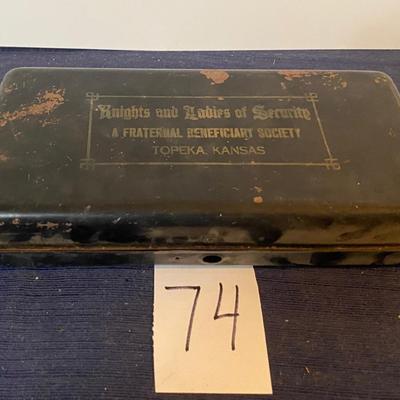 Knights and Ladies of Security
A FRATERNAL BENEFICIARY SOCIETY
TOPEKA, KANSAS
74